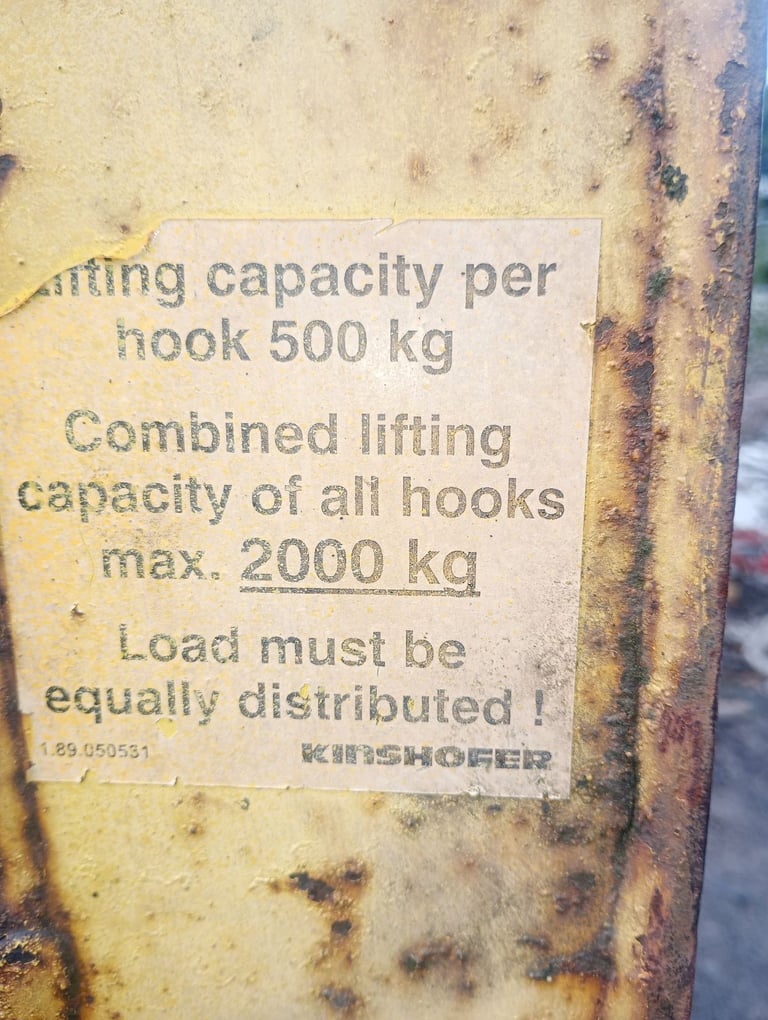 Lifting capacity per
hook 500 kg
Combined lifting
capacity of all hooks
max. 2000 kg
Load must be
equally distributed !
1.89.050531 KINSHOFER